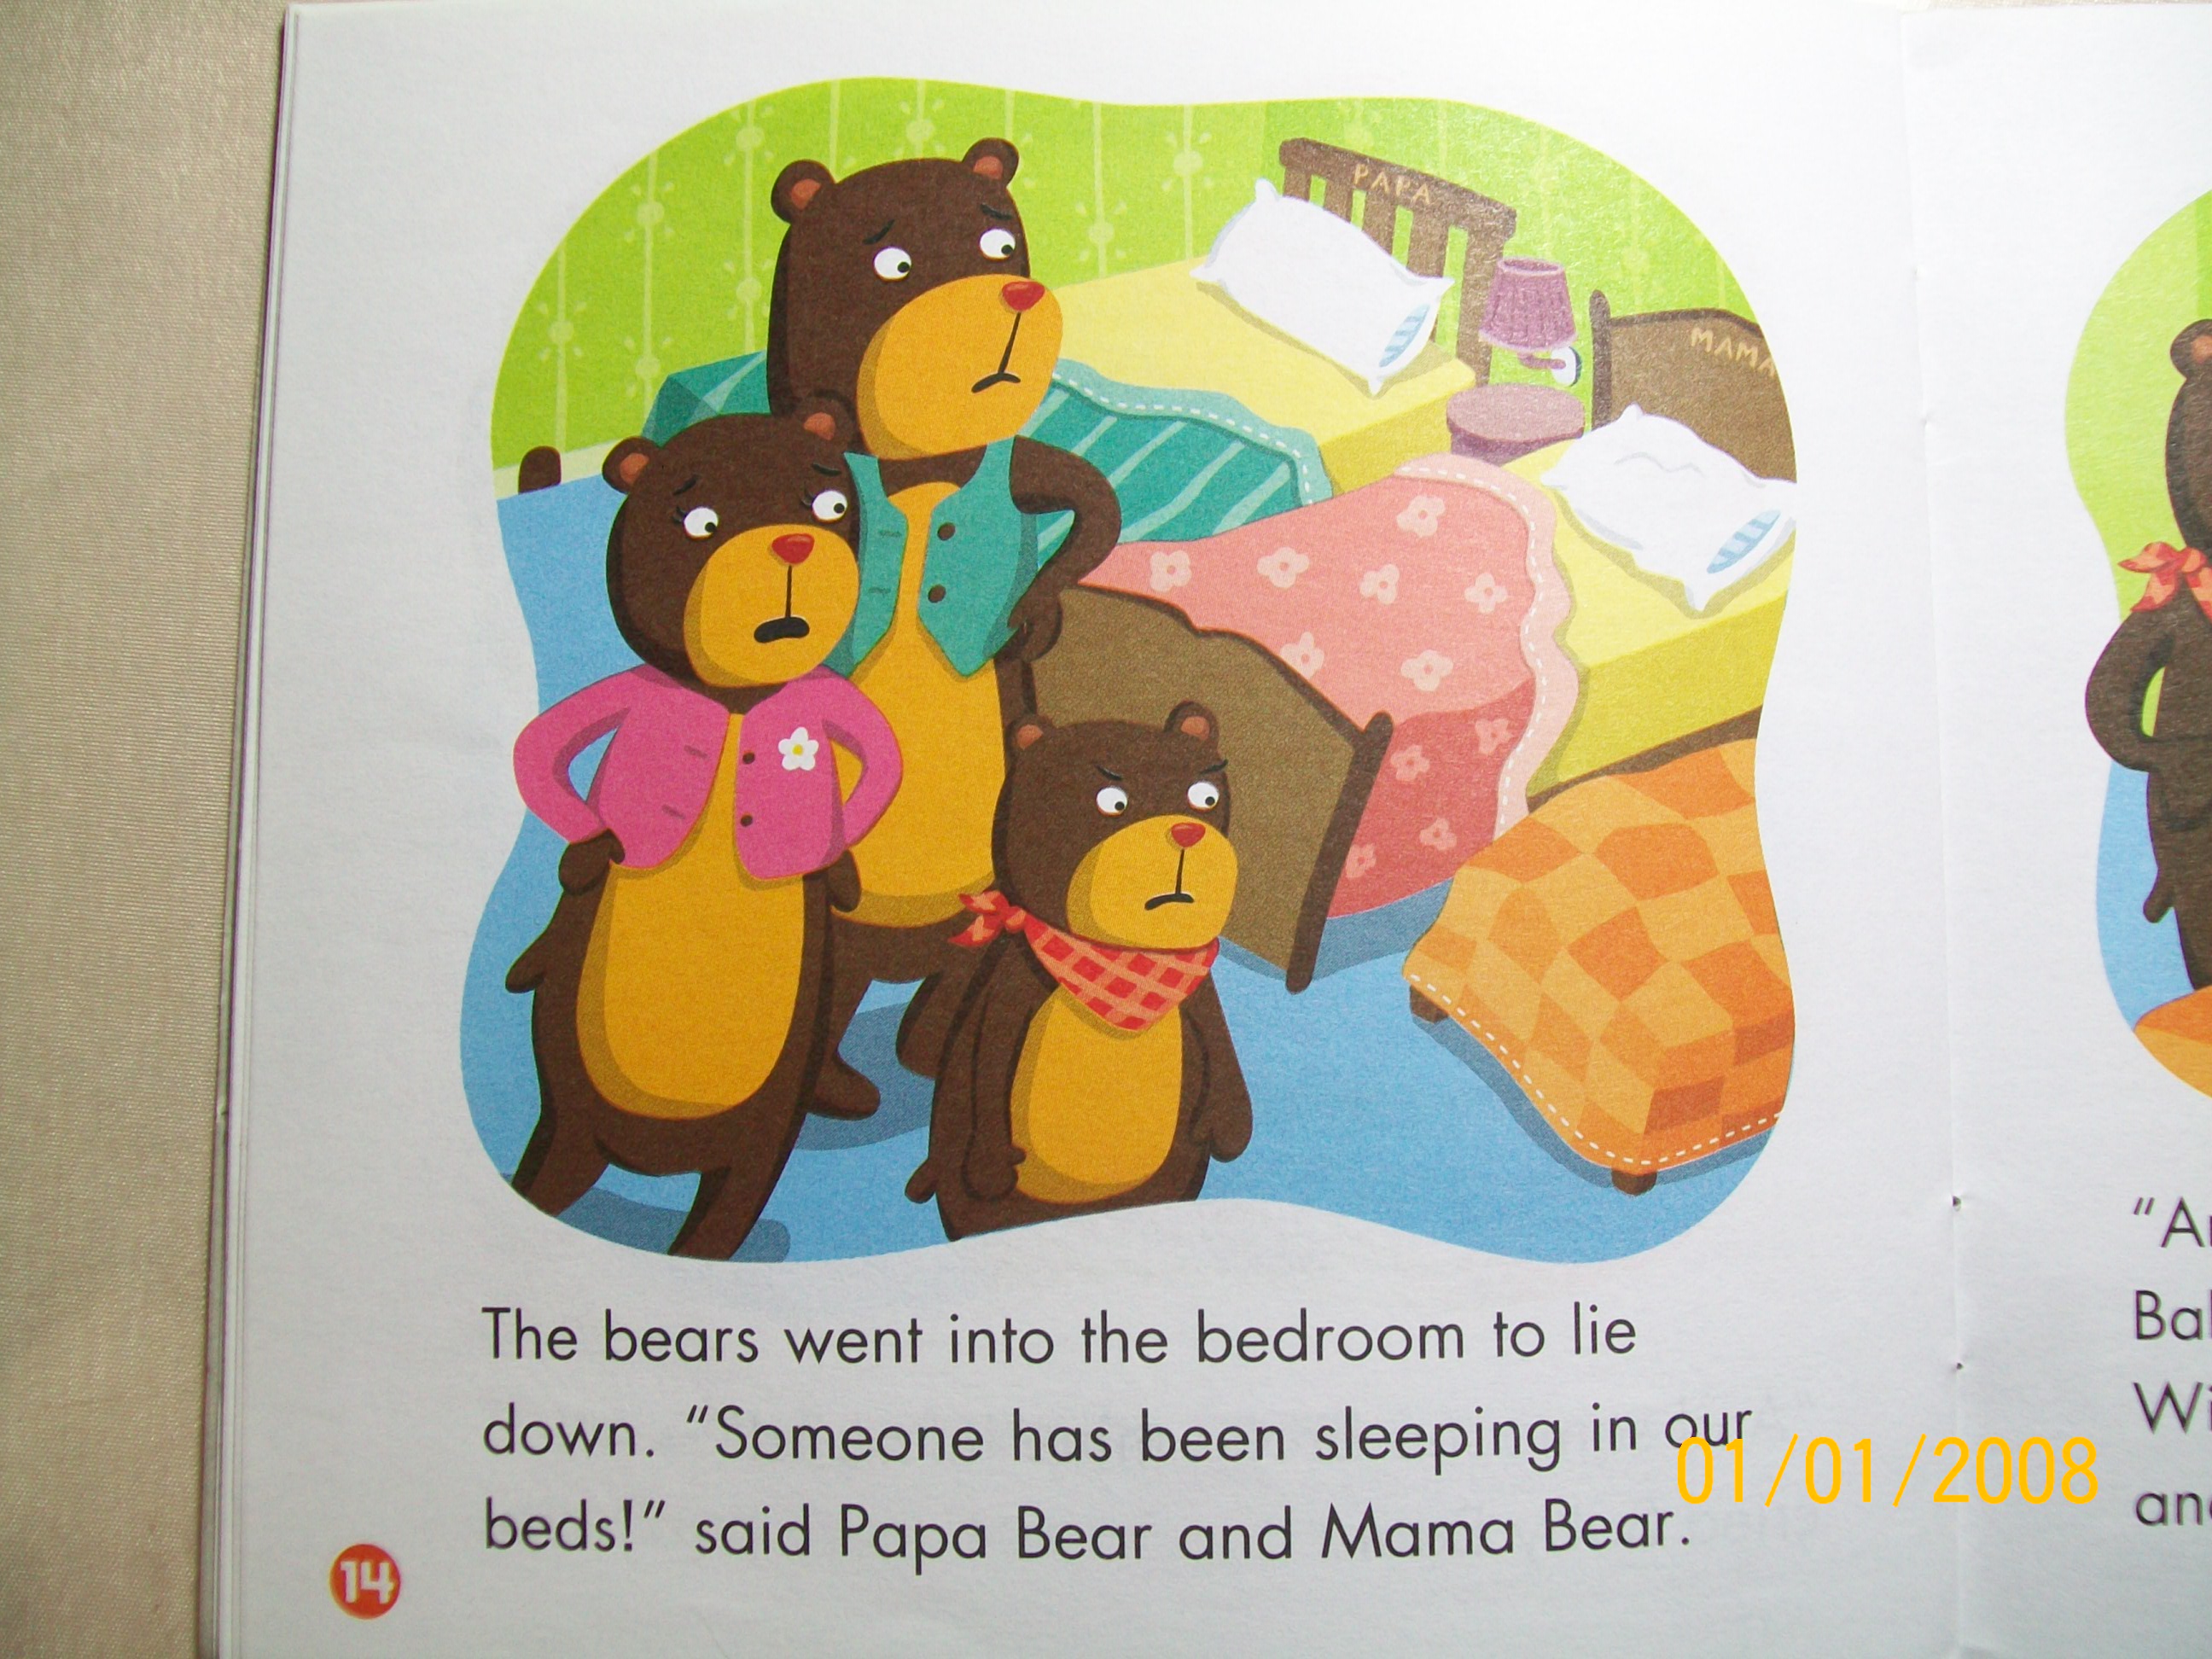 PAPA
MAMA
The bears went into the bedroom to lie
down. "Someone has been sleeping in our
beds!" said Papa Bear and Mama Bear.
14
01/01/2008
"A
Ba
Wi
an